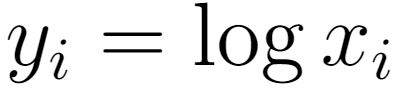 yᵢ = log xᵢ